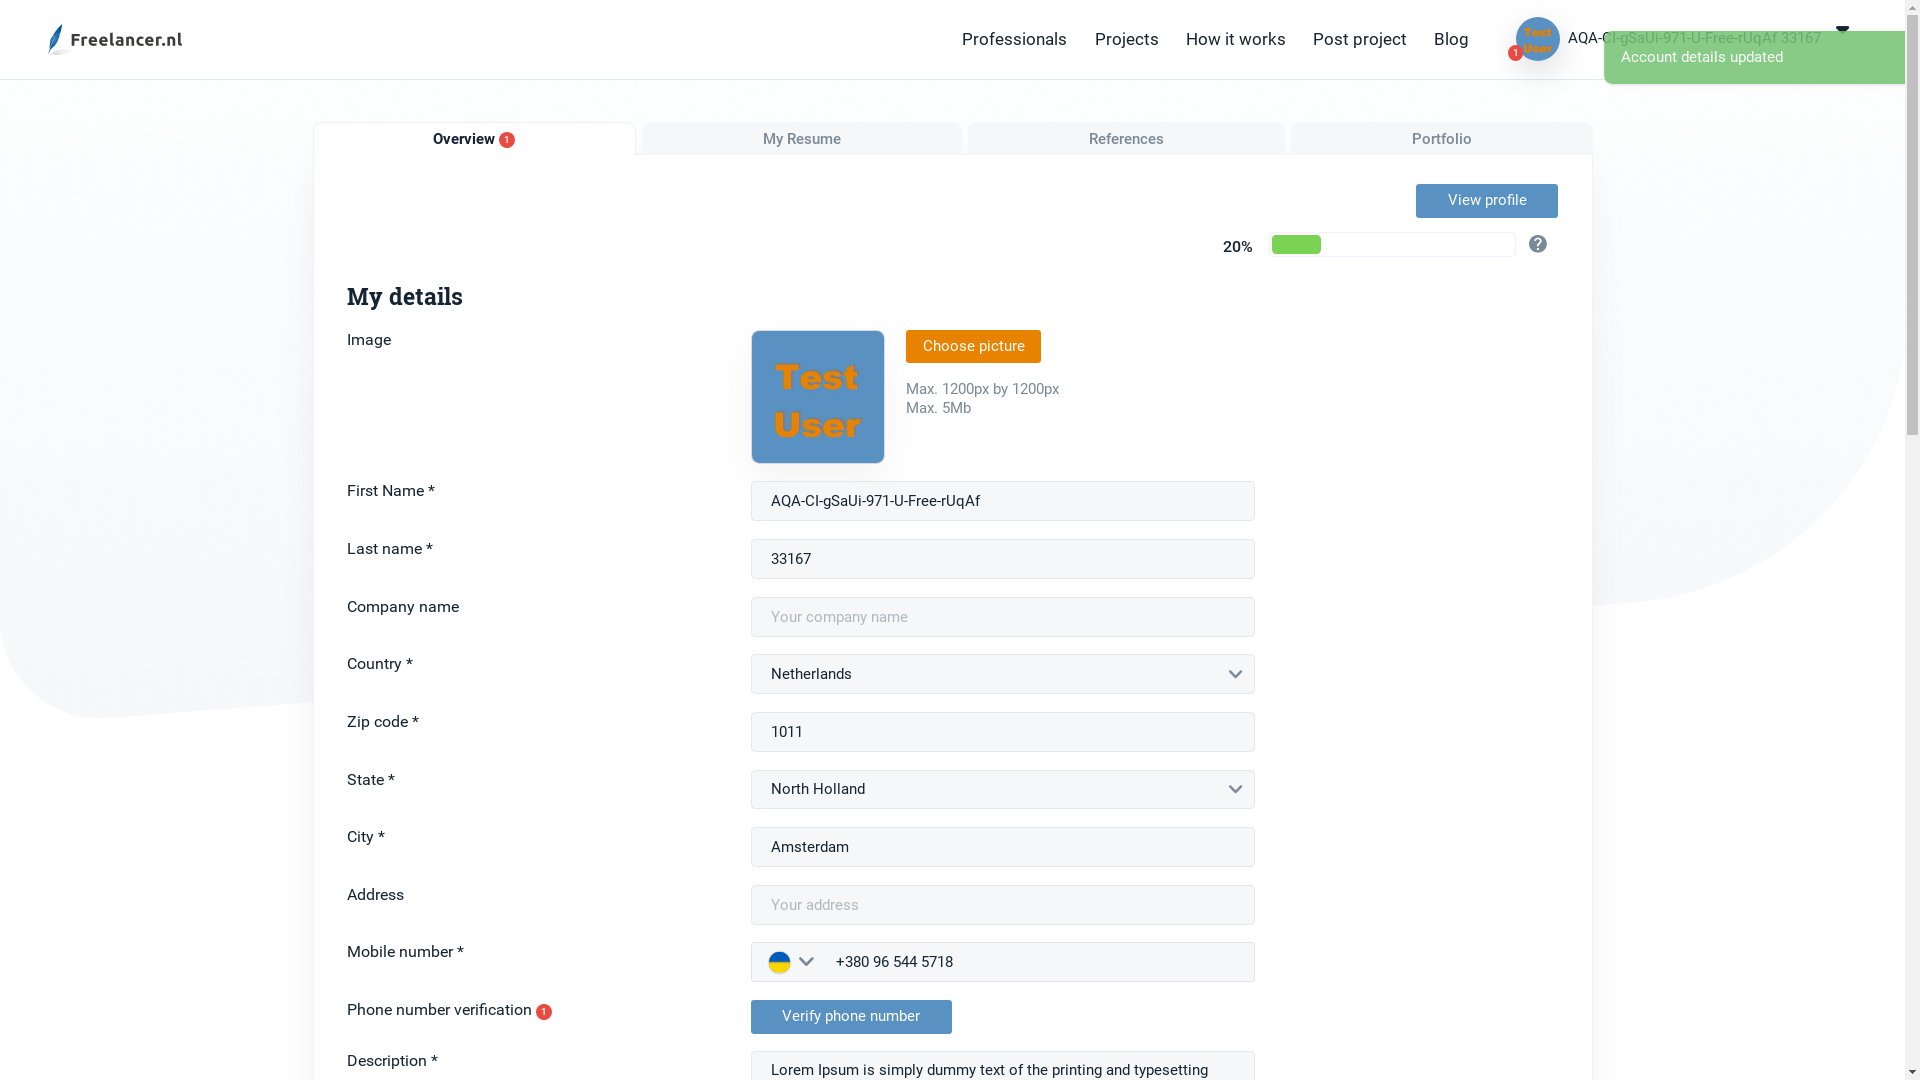 Freelancer.nl
Professionals
Projects
How it works
Post project
Blog
Test
User
1
AQA-CI-gSaUi-971-U-Free-rUqAf 33167
Account details updated
Overview 1
My Resume
References
Portfolio
View profile
20%
?
My details
Image
Test
User
Choose picture
Max. 1200px by 1200px
Max. 5Mb
First Name *
AQA-CI-gSaUi-971-U-Free-rUqAf
Last name *
33167
Company name
Your company name
Country *
Netherlands
Zip code *
1011
State *
North Holland
City *
Amsterdam
Address
Your address
Mobile number *
+380 96 544 5718
Phone number verification 1
Verify phone number
Description *
Lorem Ipsum is simply dummy text of the printing and typesetting